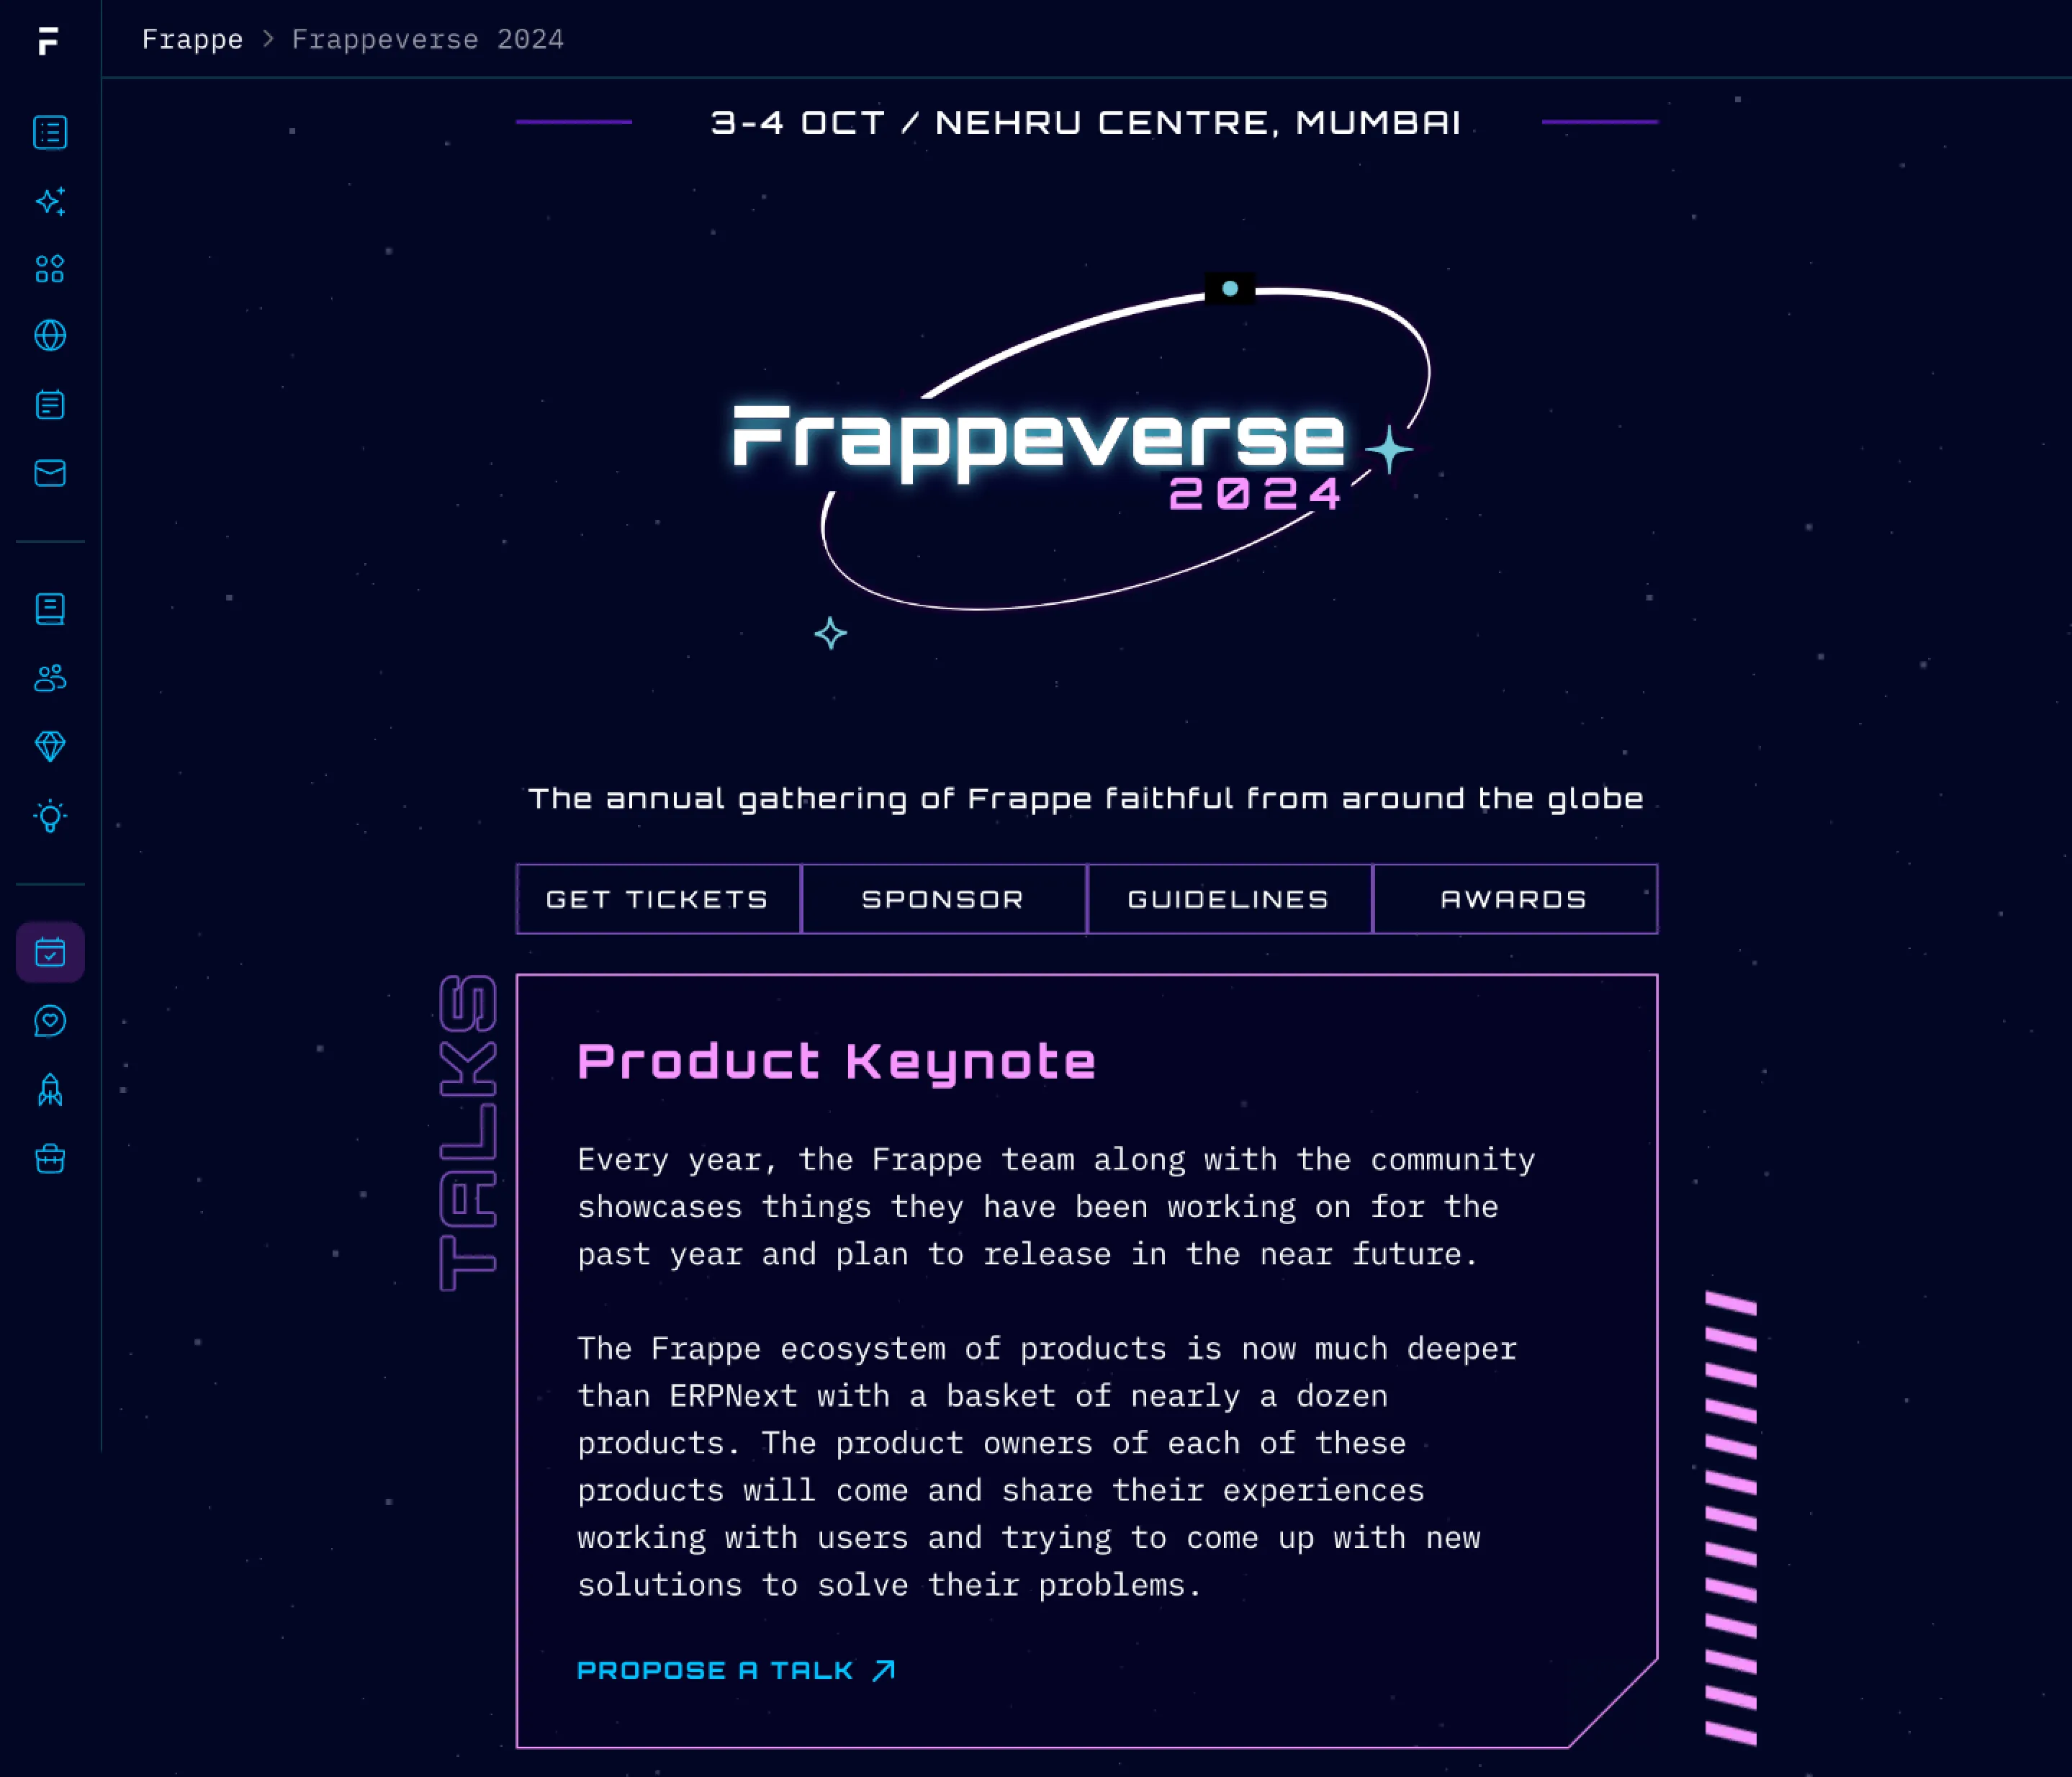 Frappe > Frappeverse 2024
3-4 OCT / NEHRU CENTRE, MUMBAI
Frappeverse
2024
The annual gathering of Frappe faithful from around the globe
GET TICKETS
SPONSOR
GUIDELINES
AWARDS
TALKS
Product Keynote
Every year, the Frappe team along with the community
showcases things they have been working on for the
past year and plan to release in the near future.
The Frappe ecosystem of products is now much deeper
than ERPNext with a basket of nearly a dozen
products. The product owners of each of these
products will come and share their experiences
working with users and trying to come up with new
solutions to solve their problems.
PROPOSE A TALK